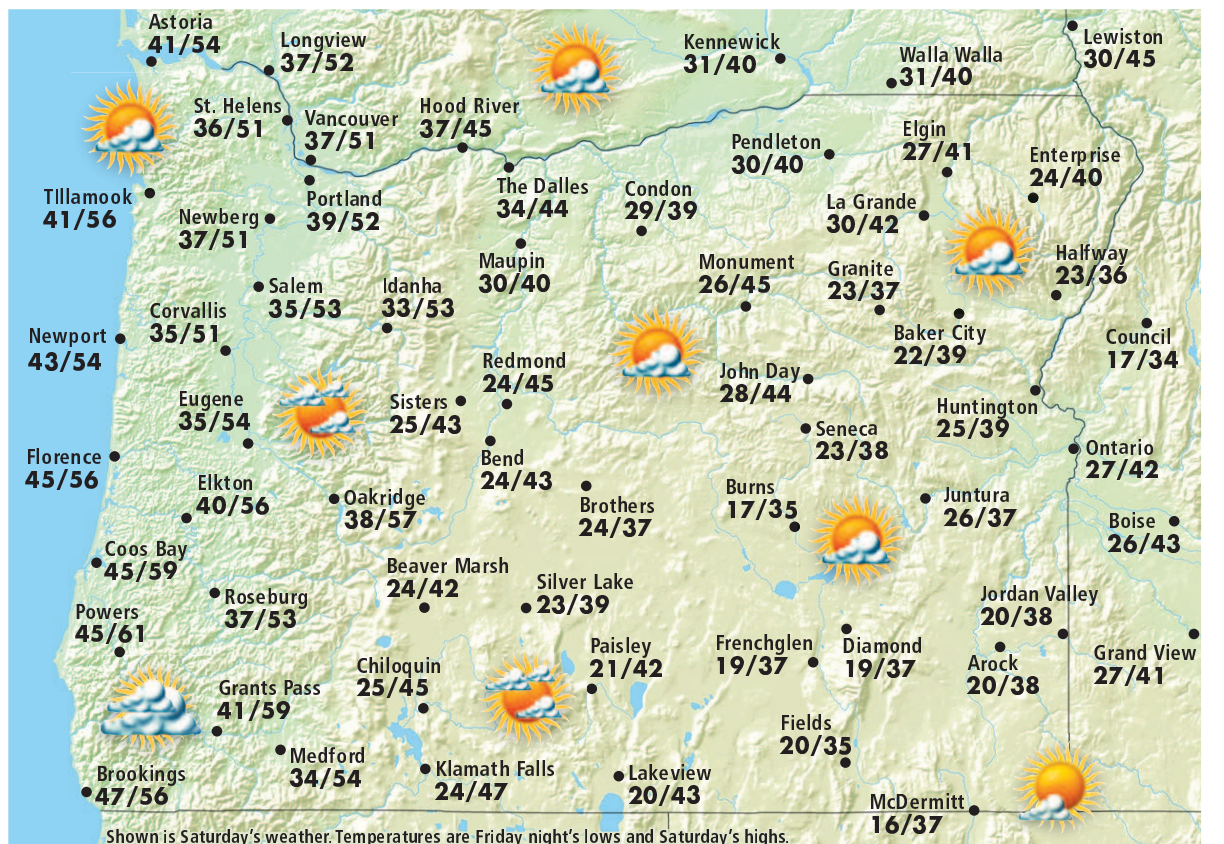 Astoria
41/54
Longview
37/52
Kennewick
31/40
Walla Walla
31/40
Lewiston
30/45
St. Helens
36/51
Vancouver
37/51
Hood River
37/45
Pendleton
30/40
Elgin
27/41
Enterprise
24/40
TIllamook
41/56
Newberg
37/51
Portland
39/52
The Dalles
34/44
Condon
29/39
La Grande
30/42
Maupin
30/40
Monument
26/45
Granite
23/37
Halfway
23/36
Salem
35/53
Idanha
33/53
Corvallis
35/51
Newport
43/54
Baker City
22/39
Council
17/34
Redmond
24/45
John Day
28/44
Eugene
35/54
Sisters
25/43
Huntington
25/39
Seneca
23/38
Ontario
27/42
Florence
45/56
Bend
24/43
Elkton
40/56
Oakridge
38/57
Brothers
24/37
Burns
17/35
Juntura
26/37
Boise
26/43
Coos Bay
45/59
Beaver Marsh
24/42
Silver Lake
23/39
Roseburg
37/53
Powers
45/61
Jordan Valley
20/38
Paisley
21/42
Frenchglen
19/37
Diamond
19/37
Arock
20/38
Grand View
27/41
Chiloquin
25/45
Grants Pass
41/59
Fields
20/35
Medford
34/54
Klamath Falls
24/47
Lakeview
20/43
Brookings
47/56
McDermitt
16/37
Shown is Saturday's weather. Temperatures are Friday night's lows and Saturday's highs.